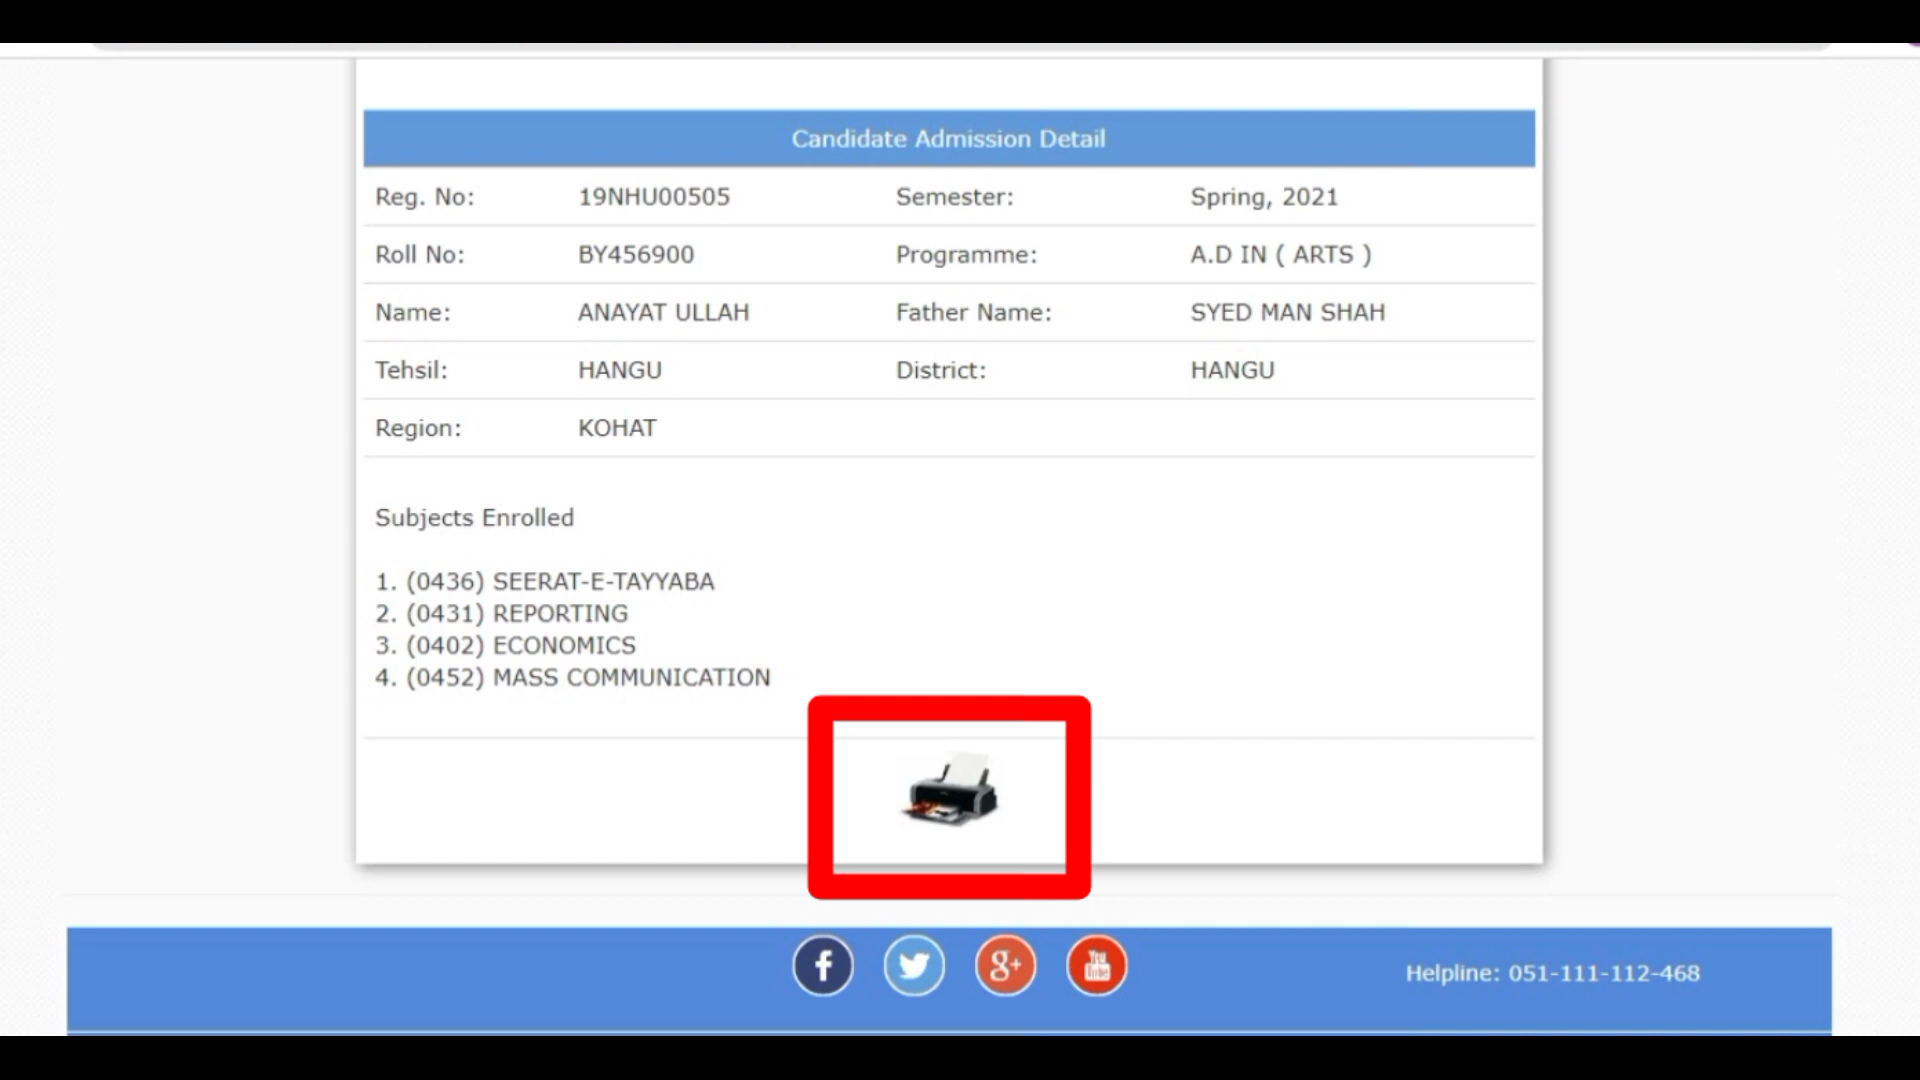 Candidate Admission Detail
Reg. No: 19NHU00505 Semester: Spring, 2021
Roll No: BY456900 Programme: A.D IN ( ARTS )
Name: ANAYAT ULLAH Father Name: SYED MAN SHAH
Tehsil: HANGU District: HANGU
Region: KOHAT
Subjects Enrolled
1. (0436) SEERAT-E-TAYYABA
2. (0431) REPORTING
3. (0402) ECONOMICS
4. (0452) MASS COMMUNICATION
f g+ You Tube
Helpline: 051-111-112-468